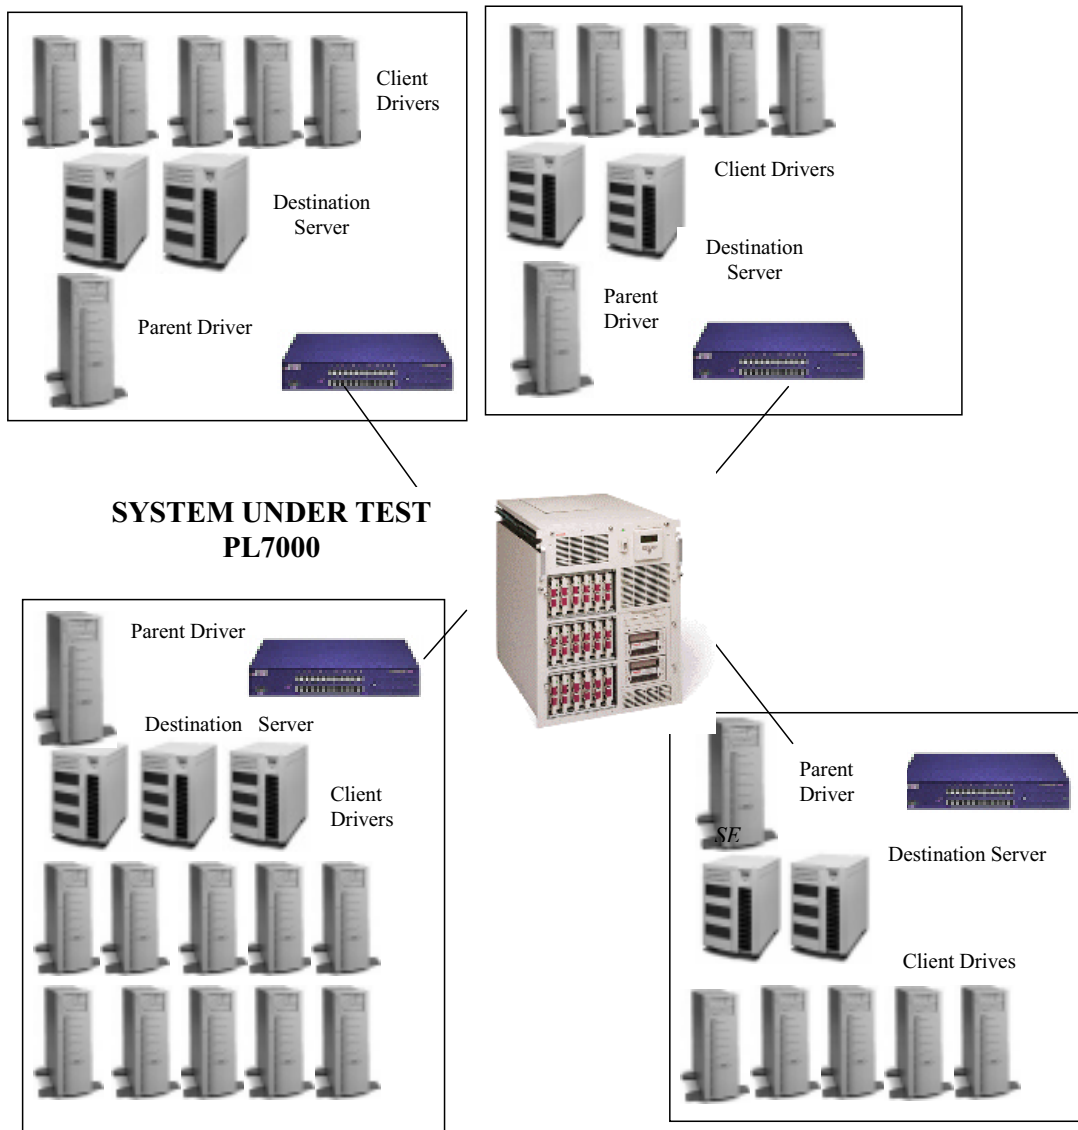 Client
Drivers
Destination
Server
Parent Driver
Client Drivers
Destination
Server
Parent
Driver
SYSTEM UNDER TEST
PL7000
Parent Driver
Destination Server
Client
Drivers
Parent
Driver
SE
Destination Server
Client Drives